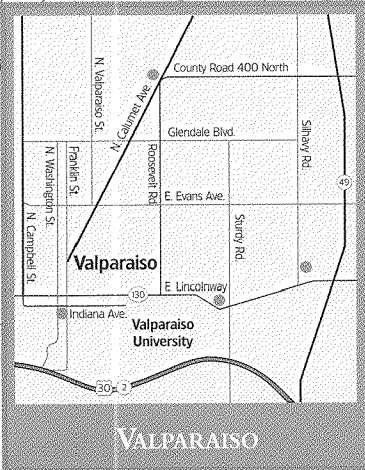 County Road 400 North
N. Valparaiso St.
N. Calumet Ave.
Glendale Blvd.
Silhavy Rd.
N. Washington St.
Franklin St.
Roosevelt Rd.
49
E. Evans Ave.
N. Campbell St.
Sturdy Rd.
Valparaiso
E. Lincolnway
130
Indiana Ave.
Valparaiso
University
30
2
VALPARAISO